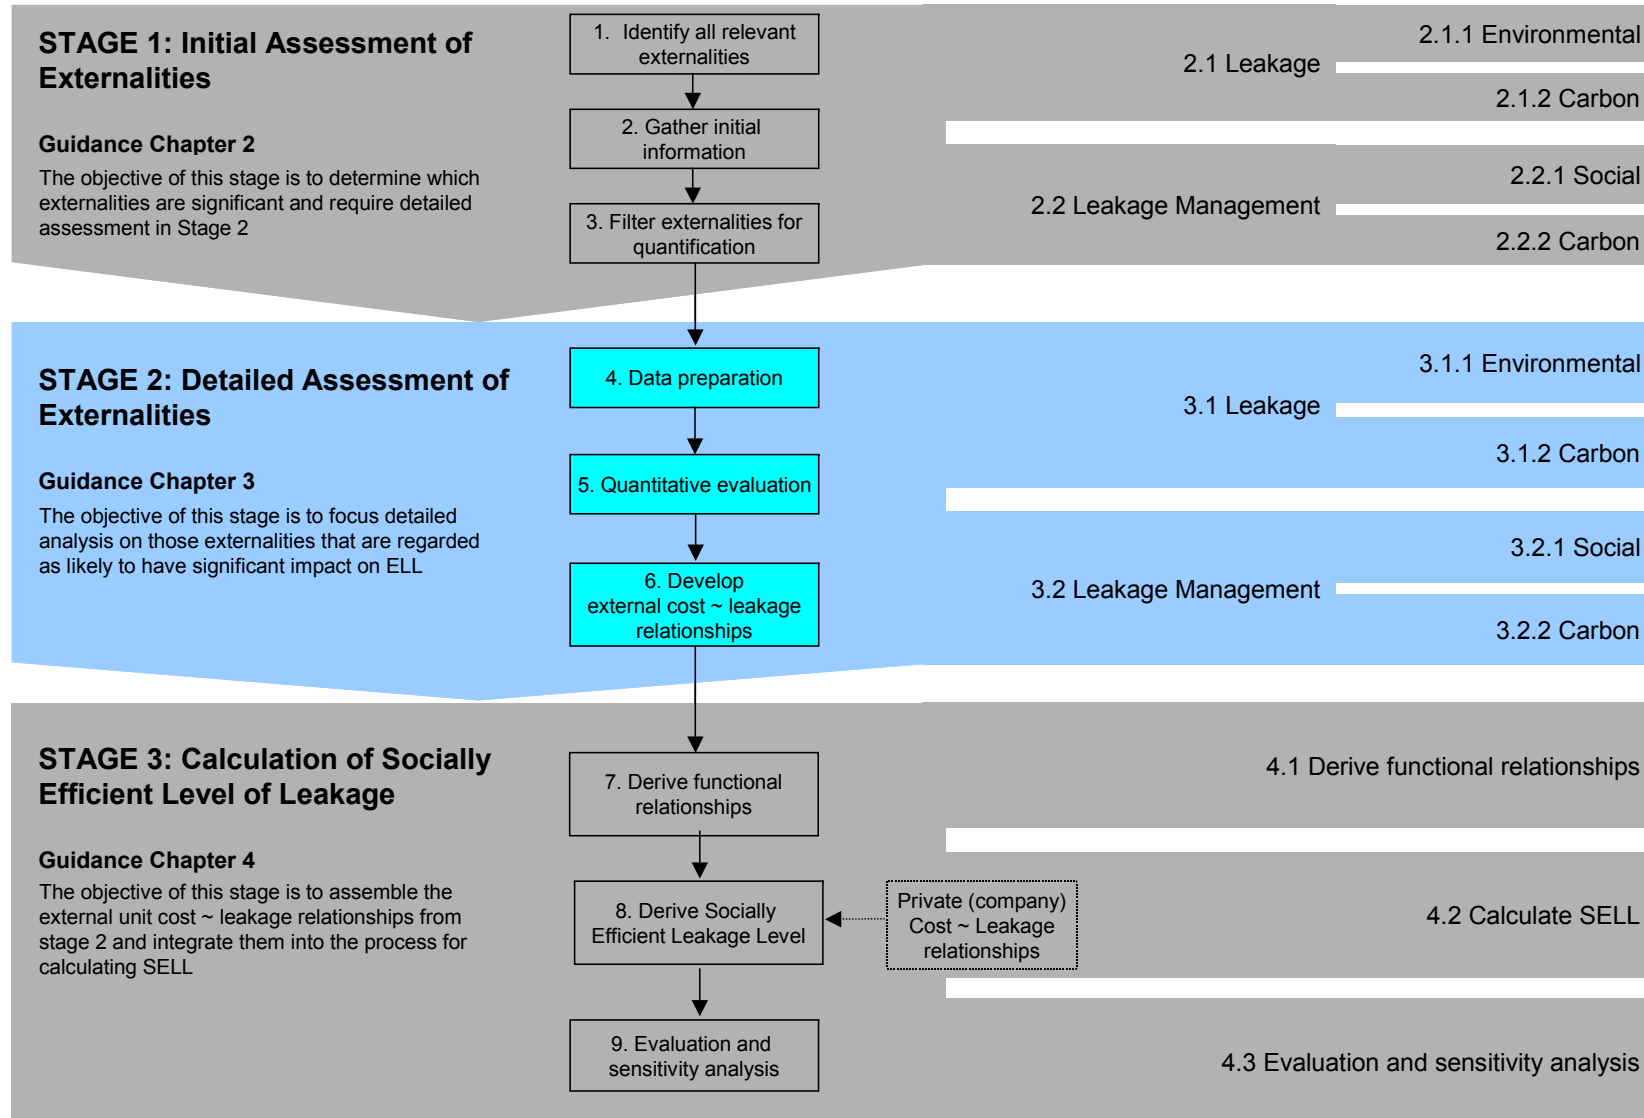 STAGE 1: Initial Assessment of
Externalities
Guidance Chapter 2
The objective of this stage is to determine which
externalities are significant and require detailed
assessment in Stage 2
1. Identify all relevant
externalities
2. Gather initial
information
3. Filter externalities for
quantification
2.1 Leakage
2.1.1 Environmental
2.1.2 Carbon
2.2 Leakage Management
2.2.1 Social
2.2.2 Carbon
STAGE 2: Detailed Assessment of
Externalities
Guidance Chapter 3
The objective of this stage is to focus detailed
analysis on those externalities that are regarded
as likely to have significant impact on ELL
4. Data preparation
5. Quantitative evaluation
6. Develop
external cost ~ leakage
relationships
3.1 Leakage
3.1.1 Environmental
3.1.2 Carbon
3.2 Leakage Management
3.2.1 Social
3.2.2 Carbon
STAGE 3: Calculation of Socially
Efficient Level of Leakage
Guidance Chapter 4
The objective of this stage is to assemble the
external unit cost ~ leakage relationships from
stage 2 and integrate them into the process for
calculating SELL
7. Derive functional
relationships
8. Derive Socially
Efficient Leakage Level
Private (company)
Cost ~ Leakage
relationships
9. Evaluation and
sensitivity analysis
4.1 Derive functional relationships
4.2 Calculate SELL
4.3 Evaluation and sensitivity analysis